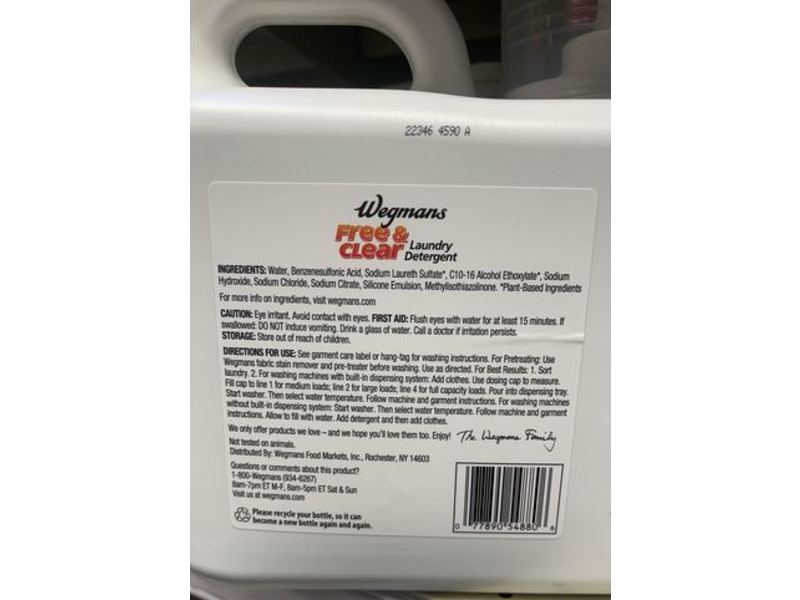 22346 4590 A
Wegmans
Free &
Clear Laundry
Detergent
INGREDIENTS: Water, Benzenesulfonic Acid, Sodium Laureth Sulfate*, C10-16 Alcohol Ethoxylate*, Sodium
Hydroxide, Sodium Chloride, Sodium Citrate, Silicone Emulsion, Methylisothiazolinone. *Plant-Based Ingredients
For more info on ingredients, visit wegmans.com
CAUTION: Eye irritant. Avoid contact with eyes. FIRST AID: Flush eyes with water for at least 15 minutes. If
swallowed: DO NOT induce vomiting. Drink a glass of water. Call a doctor if irritation persists.
STORAGE: Store out of reach of children.
DIRECTIONS FOR USE: See garment care label or hang-tag for washing instructions. For Pretreating: Use
Wegmans fabric stain remover and pre-treater before washing. Use as directed. For Best Results: 1. Sort
laundry. 2. For washing machines with built-in dispensing system: Add clothes. Use dosing cap to measure.
Fill cap to line 1 for medium loads; line 2 for large loads; line 4 for full capacity loads. Pour into dispensing tray.
Start washer. Then select water temperature. Follow machine and garment instructions. For washing machines
without built-in dispensing system: Start washer. Then select water temperature. Follow machine and garment
instructions. Allow to fill with water. Add detergent and then add clothes.
We only offer products we love – and we hope you'll love them too. Enjoy! The Wegmans Family
Not tested on animals.
Distributed By: Wegmans Food Markets, Inc., Rochester, NY 14603
Questions or comments about this product?
1-800-Wegmans (934-6267)
8am-7pm ET M-F, 8am-5pm ET Sat & Sun
Visit us at wegmans.com
Please recycle your bottle, so it can
become a new bottle again and again.
0 77890 54880 6